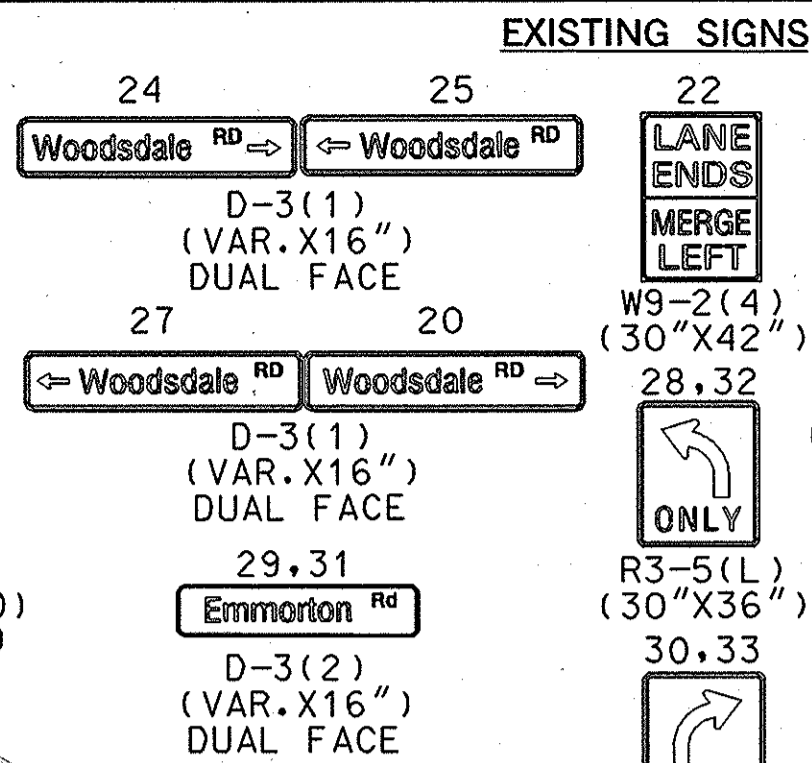 EXISTING SIGNS
24 25
Woodsdale RD ⇨ ⇦ Woodsdale RD
D-3(1)
(VAR.X16")
DUAL FACE
27 20
⇦ Woodsdale RD Woodsdale RD ⇨
D-3(1)
(VAR.X16")
DUAL FACE
29,31
Emmorton Rd
D-3(2)
(VAR.X16")
DUAL FACE
22
LANE
ENDS
MERGE
LEFT
W9-2(4)
(30"X42")
28,32
ONLY
R3-5(L)
(30"X36")
30,33